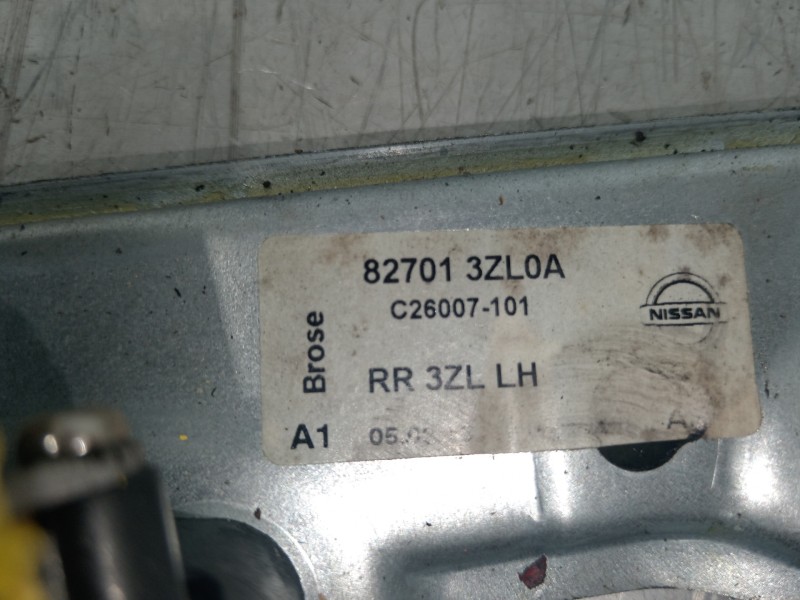 82701 3ZL0A
C26007-101
NISSAN
Brose
RR 3ZL LH
A1